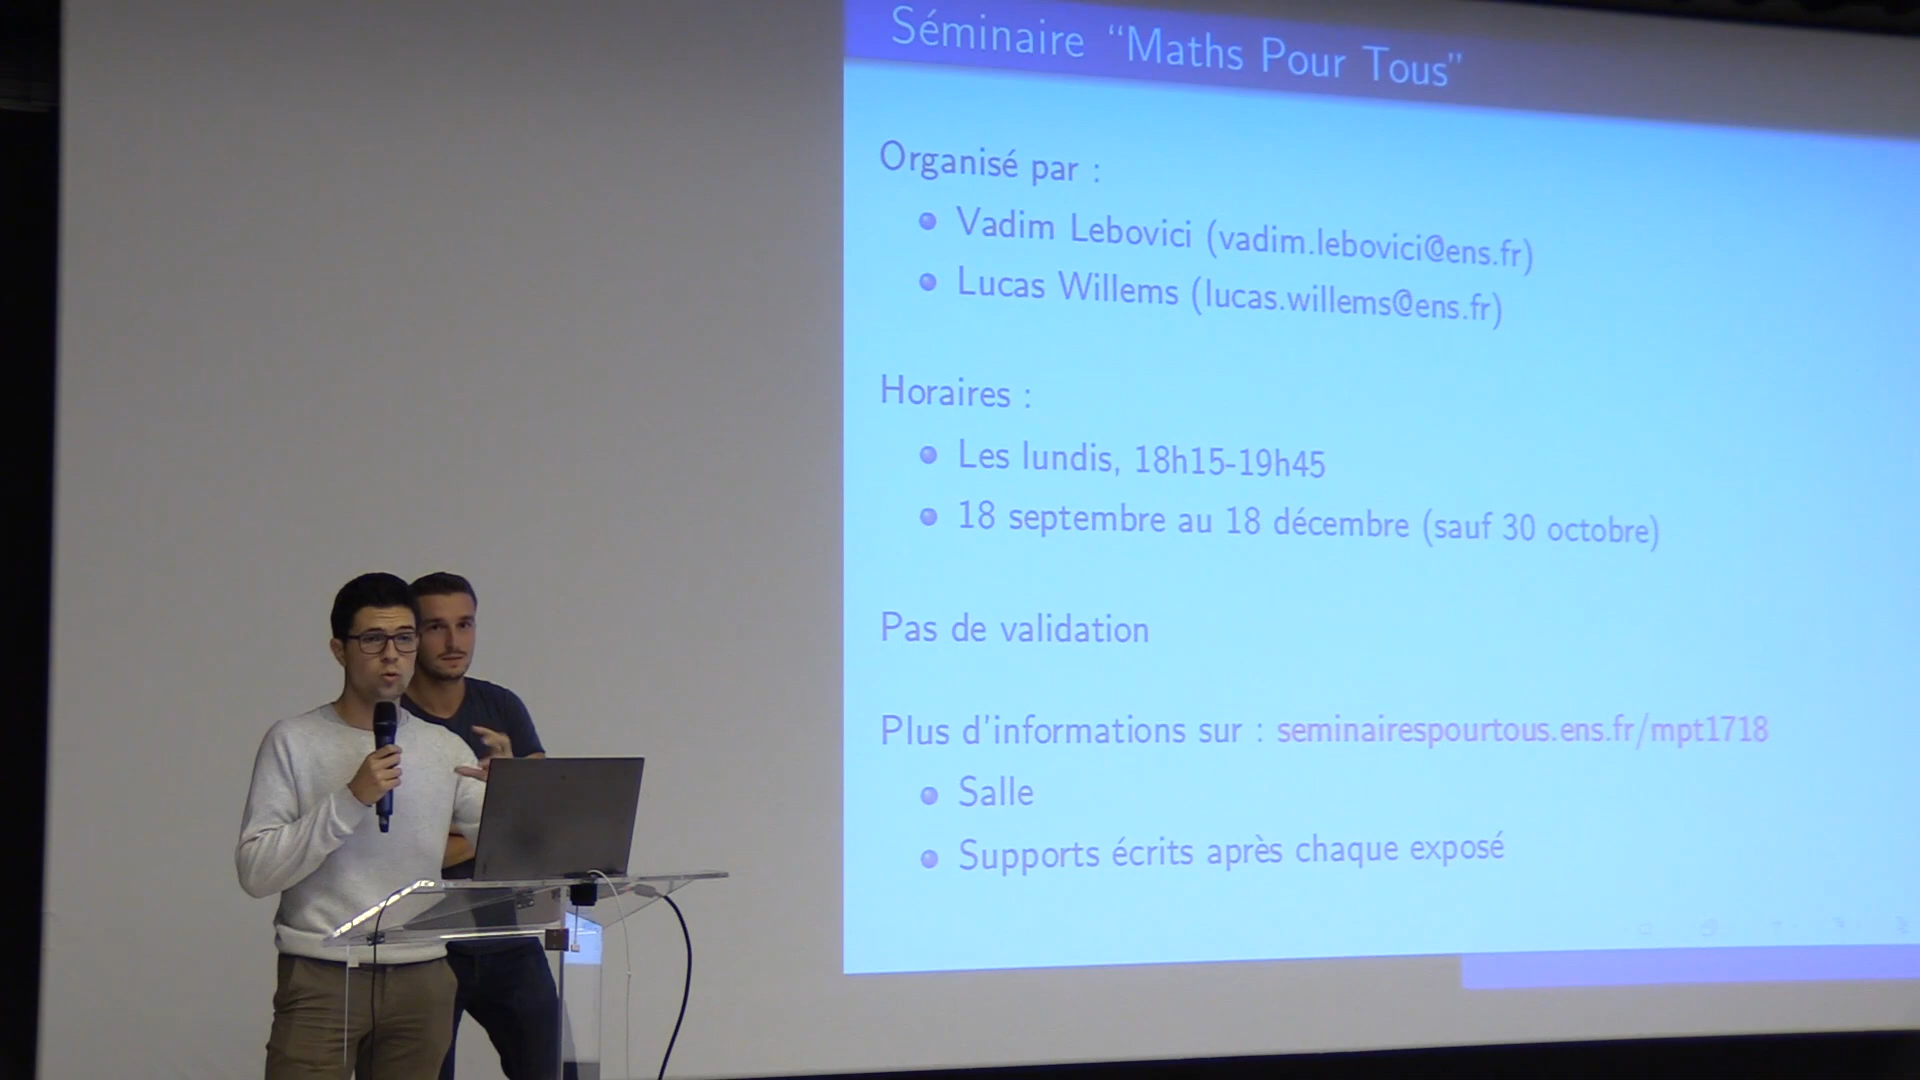 Séminaire “Maths Pour Tous”
Organisé par :
Vadim Lebovici (vadim.lebovici@ens.fr)
Lucas Willems (lucas.willems@ens.fr)
Horaires :
Les lundis, 18h15-19h45
18 septembre au 18 décembre (sauf 30 octobre)
Pas de validation
Plus d'informations sur : seminairespourtous.ens.fr/mpt1718
Salle
Supports écrits après chaque exposé